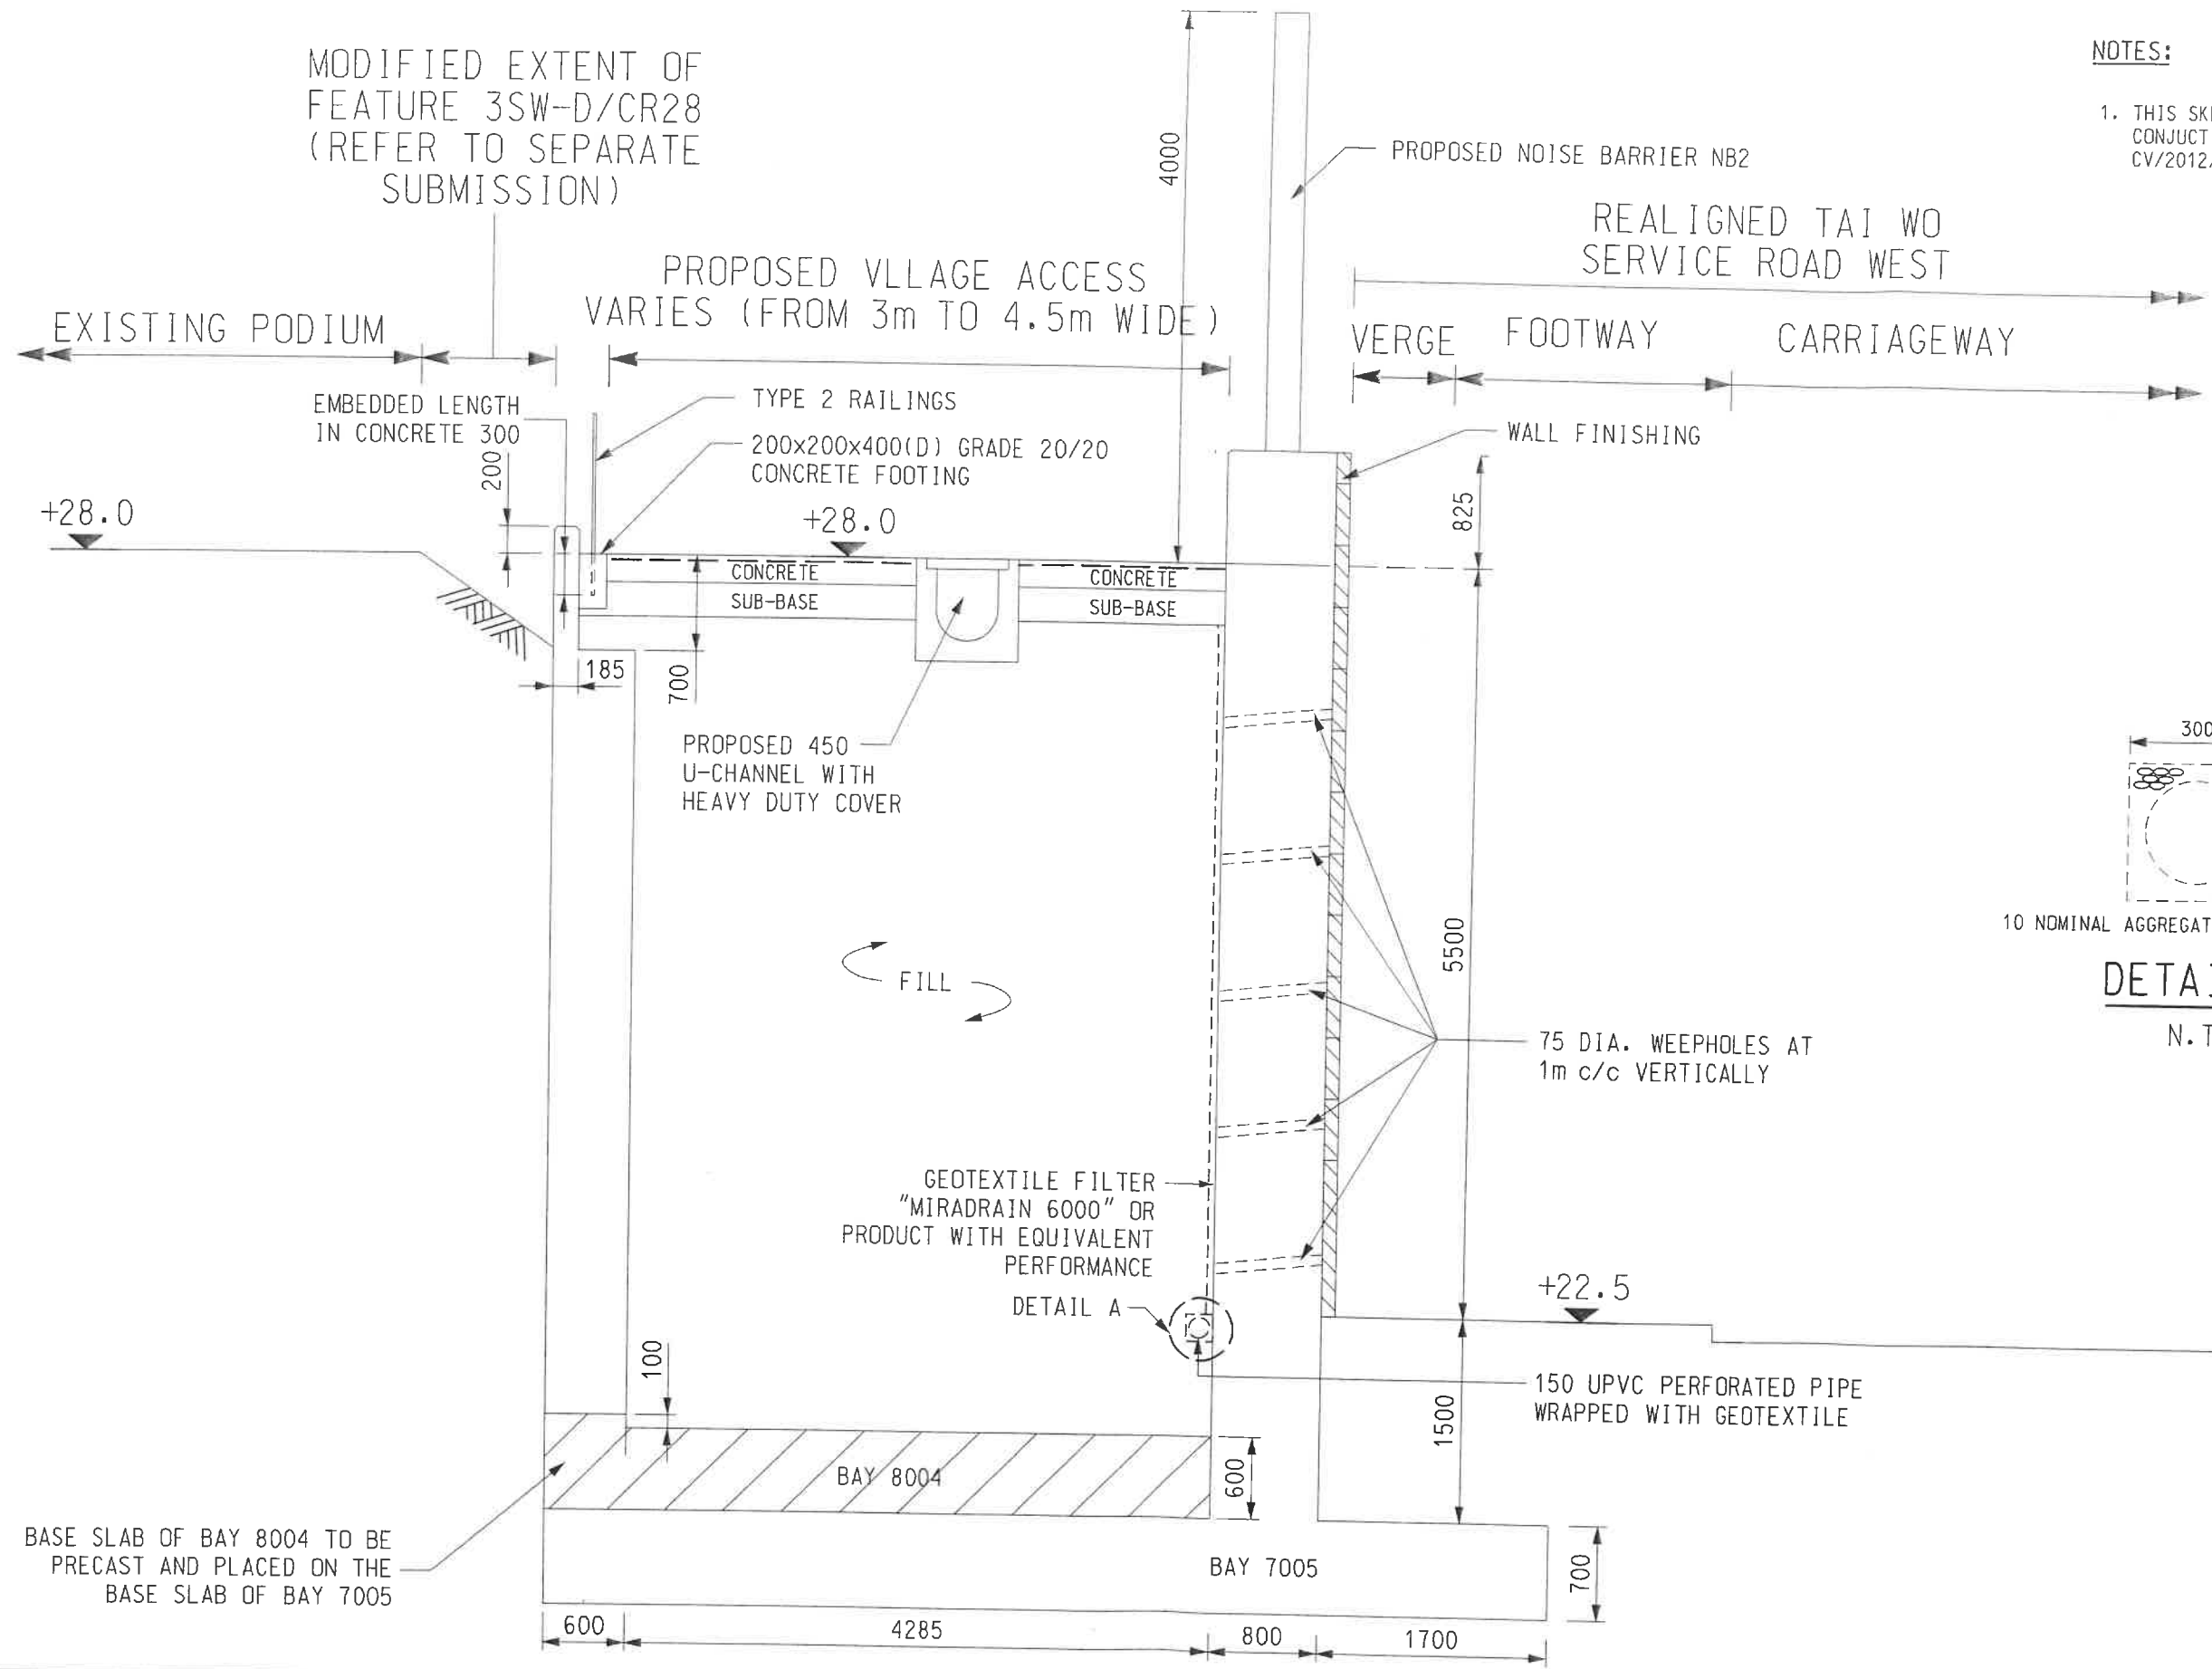 MODIFIED EXTENT OF
FEATURE 3SW-D/CR28
(REFER TO SEPARATE
SUBMISSION)
NOTES:
1. THIS
CV/2012
4000
PROPOSED NOISE BARRIER NB2
REALIGNED TAI WO
SERVICE ROAD WEST
PROPOSED VLLAGE ACCESS
VARIES (FROM 3m TO 4.5m WIDE)
EXISTING PODIUM
VERGE
FOOTWAY
CARRIAGEWAY
EMBEDDED LENGTH
IN CONCRETE 300
200
TYPE 2 RAILINGS
200x200x400(D) GRADE 20/20
CONCRETE FOOTING
WALL FINISHING
825
+28.0
+28.0
CONCRETE
SUB-BASE
CONCRETE
SUB-BASE
185
700
PROPOSED 450
U-CHANNEL WITH
HEAVY DUTY COVER
300
10 NOMINAL
N.T
5500
FILL
75 DIA. WEEPHOLES AT
1m c/c VERTICALLY
GEOTEXTILE FILTER
"MIRADRAIN 6000" OR
PRODUCT WITH EQUIVALENT
PERFORMANCE
DETAIL A
+22.5
100
150 UPVC PERFORATED PIPE
WRAPPED WITH GEOTEXTILE
1500
BAY 8004
600
BASE SLAB OF BAY 8004 TO BE
PRECAST AND PLACED ON THE
BASE SLAB OF BAY 7005
BAY 7005
700
600
4285
800
1700